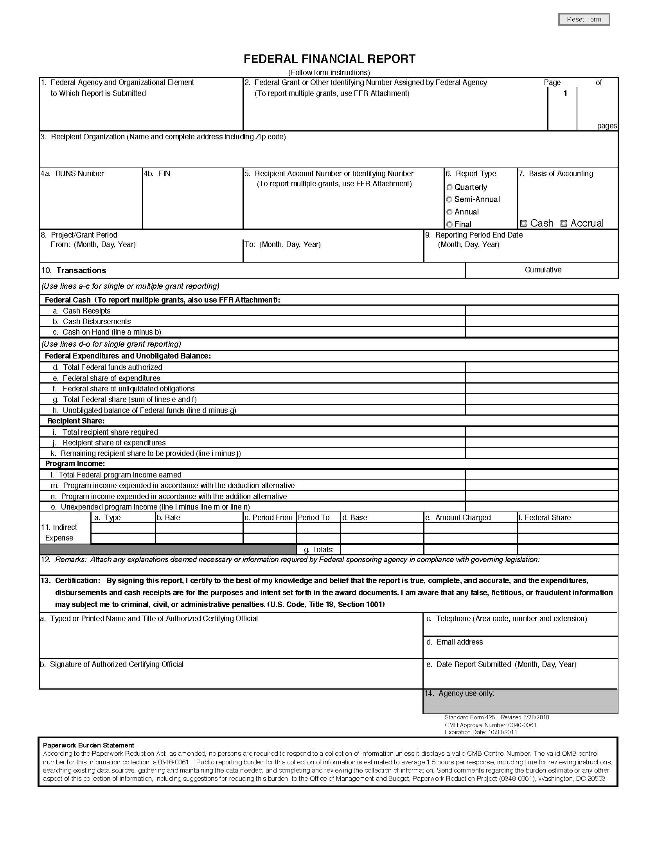 Reset Form
FEDERAL FINANCIAL REPORT
(Follow form instructions)
1. Federal Agency and Organizational Element
to Which Report is Submitted
2. Federal Grant or Other Identifying Number Assigned by Federal Agency
(To report multiple grants, use FFR Attachment)
Page of
1
pages
3. Recipient Organization (Name and complete address including Zip code)
4a. DUNS Number
4b. EIN
5. Recipient Account Number or Identifying Number
(To report multiple grants, use FFR Attachment)
6. Report Type
Quarterly
Semi-Annual
Annual
Final
7. Basis of Accounting
Cash Accrual
8. Project/Grant Period
From: (Month, Day, Year)
To: (Month, Day, Year)
9. Reporting Period End Date
(Month, Day, Year)
10. Transactions Cumulative
(Use lines a-c for single or multiple grant reporting)
Federal Cash (To report multiple grants, also use FFR Attachment):
a. Cash Receipts
b. Cash Disbursements
c. Cash on Hand (line a minus b)
(Use lines d-o for single grant reporting)
Federal Expenditures and Unobligated Balance:
d. Total Federal funds authorized
e. Federal share of expenditures
f. Federal share of unliquidated obligations
g. Total Federal share (sum of lines e and f)
h. Unobligated balance of Federal funds (line d minus g)
Recipient Share:
i. Total recipient share required
j. Recipient share of expenditures
k. Remaining recipient share to be provided (line i minus j)
Program Income:
l. Total Federal program income earned
m. Program income expended in accordance with the deduction alternative
n. Program income expended in accordance with the addition alternative
o. Unexpended program income (line l minus line m or line n)
11. Indirect
Expense
a. Type b. Rate c. Period From Period To d. Base e. Amount Charged f. Federal Share
g. Totals:
12. Remarks: Attach any explanations deemed necessary or information required by Federal sponsoring agency in compliance with governing legislation:
13. Certification: By signing this report, I certify to the best of my knowledge and belief that the report is true, complete, and accurate, and the expenditures,
disbursements and cash receipts are for the purposes and intent set forth in the award documents. I am aware that any false, fictitious, or fraudulent information
may subject me to criminal, civil, or administrative penalties. (U.S. Code, Title 18, Section 1001)
a. Typed or Printed Name and Title of Authorized Certifying Official
c. Telephone (Area code, number and extension)
d. Email address
b. Signature of Authorized Certifying Official
e. Date Report Submitted (Month, Day, Year)
14. Agency use only:
Standard Form 425 - Revised
OMB Approval Number:
Expiration Date:
Paperwork Burden Statement
According to the Paperwork Reduction Act, as amended, no persons are required to respond to a collection of information unless it displays a valid OMB Control Number. The valid OMB control
number for this information collection is 0348-0061. Public reporting burden for this collection of information is estimated to average 1.5 hours per response, including time for reviewing instructions,
searching existing data sources, gathering and maintaining the data needed, and completing and reviewing the collection of information. Send comments regarding the burden estimate or any other
aspect of this collection of information, including suggestions for reducing this burden, to the Office of Management and Budget, Paperwork Reduction Project (0348-0061), Washington, DC 20503.